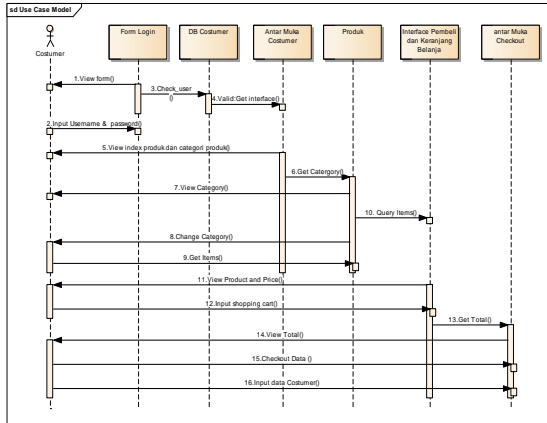 sd Use Case Model
Costumer
Form Login
DB Costumer
Antar Muka
Costumer
Produk
Interface Pembeli
dan Keranjang
Belanja
antar Muka
Checkout
1.View form()
3.Check_user
()
4.Valid:Get interface()
2.Input Username & password()
5.View index produk dan categori produk()
6.Get Catergory()
7.View Category()
10. Query Items()
8.Change Category()
9.Get Items()
11.View Product and Price()
12.Input shopping cart()
13.Get Total()
14.View Total()
15.Checkout Data ()
16.Input data Costumer()